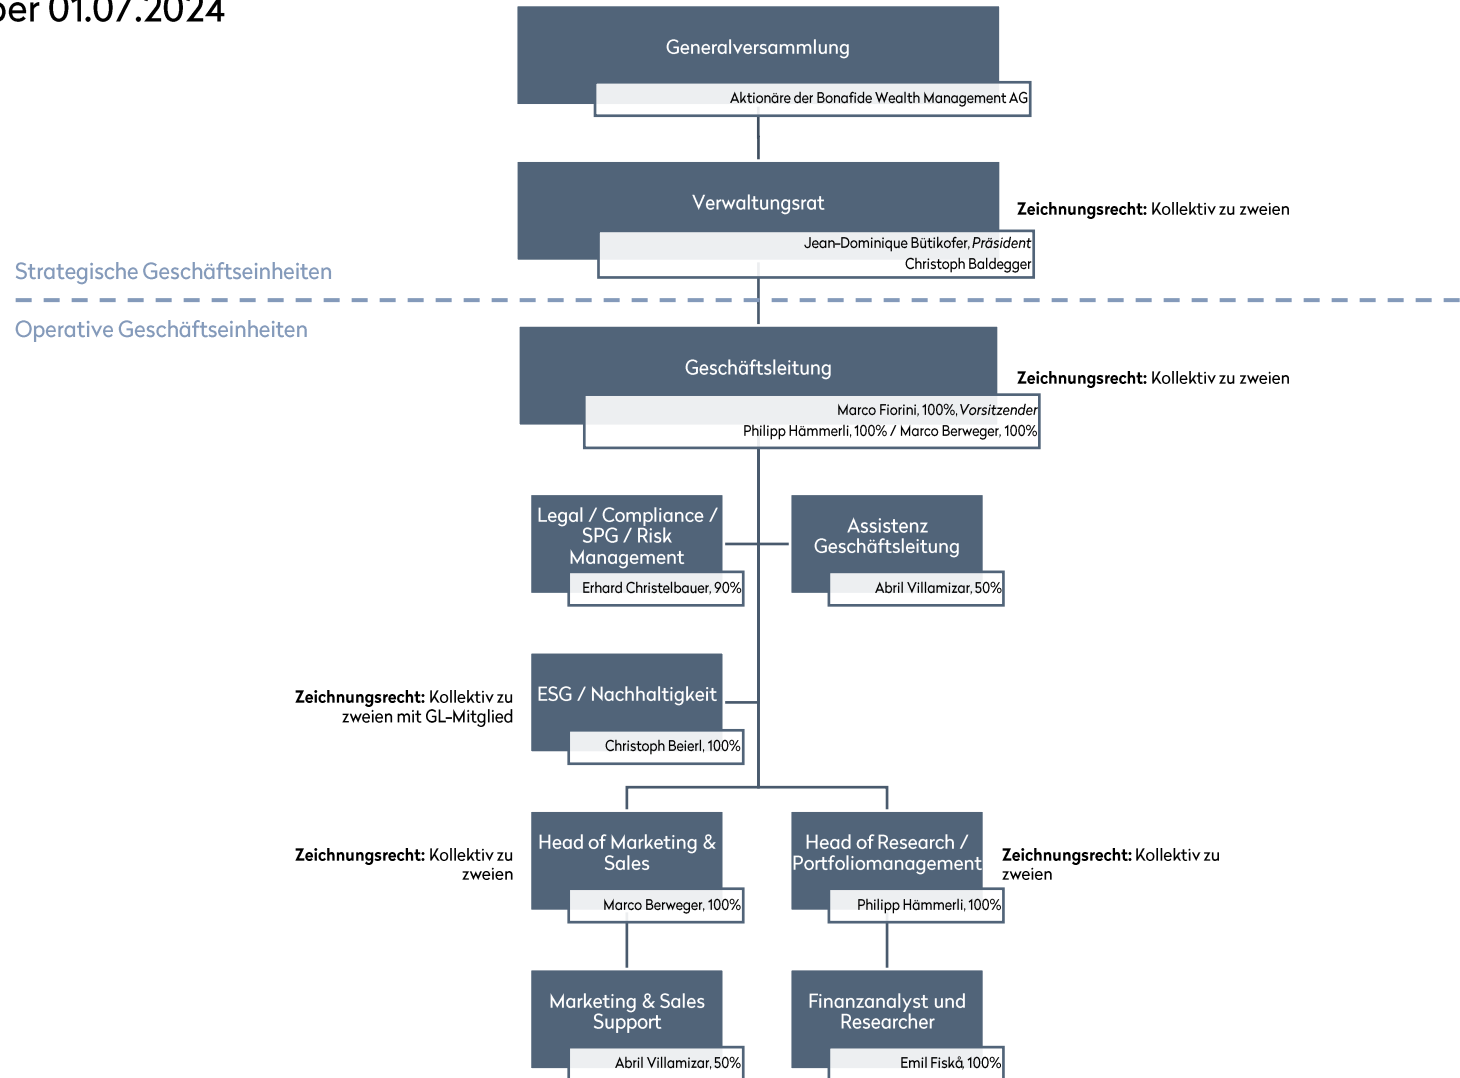 per 01.07.2024
Generalversammlung
Aktionäre der Bonafide Wealth Management AG
Verwaltungsrat
Zeichnungsrecht: Kollektiv zu zweien
Jean-Dominique Bütikofer, Präsident
Christoph Baldegger
Strategische Geschäftseinheiten
Operative Geschäftseinheiten
Geschäftsleitung
Zeichnungsrecht: Kollektiv zu zweien
Marco Fiorini, 100%, Vorsitzender
Philipp Hämmerli, 100% / Marco Berweger, 100%
Legal / Compliance /
SPG / Risk
Management
Erhard Christelbauer, 90%
Assistenz
Geschäftsleitung
Abril Villamizar, 50%
Zeichnungsrecht: Kollektiv zu
zweien mit GL-Mitglied
ESG / Nachhaltigkeit
Christoph Beierl, 100%
Zeichnungsrecht: Kollektiv zu
zweien
Head of Marketing &
Sales
Marco Berweger, 100%
Head of Research /
Portfoliomanagement
Philipp Hämmerli, 100%
Zeichnungsrecht: Kollektiv zu
zweien
Marketing & Sales
Support
Abril Villamizar, 50%
Finanzanalyst und
Researcher
Emil Fiskå, 100%